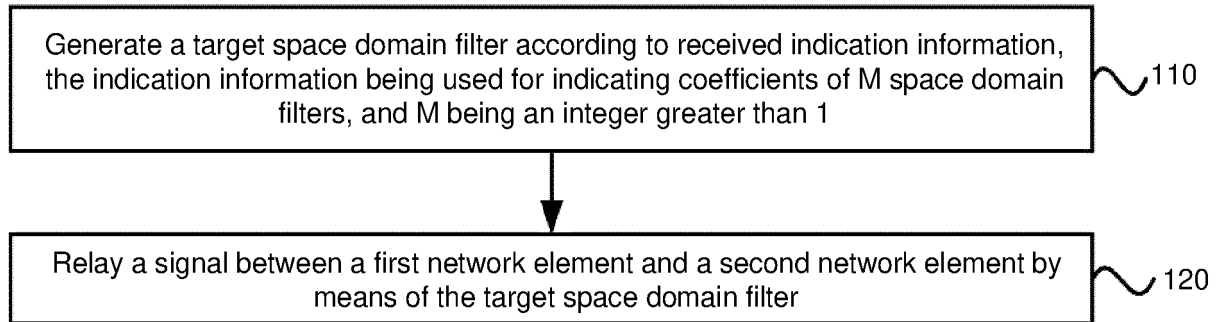 Generate a target space domain filter according to received indication information,
the indication information being used for indicating coefficients of M space domain
filters, and M being an integer greater than 1
110
Relay a signal between a first network element and a second network element by
means of the target space domain filter
120